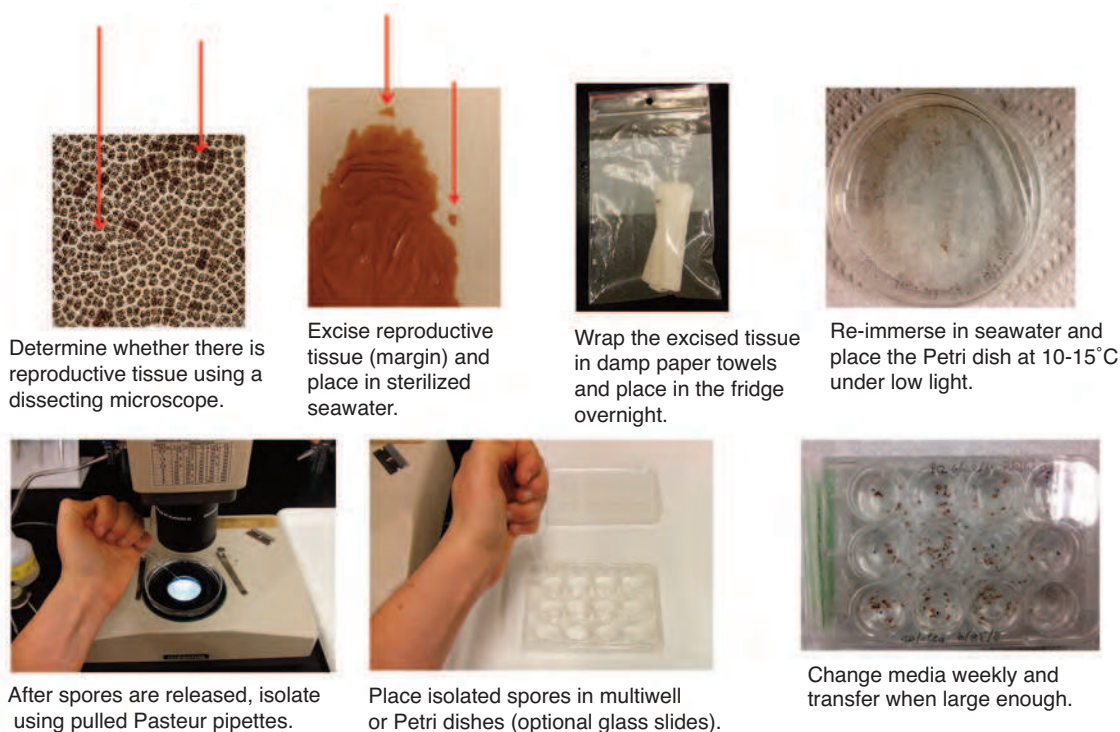 Determine whether there is
reproductive tissue using a
dissecting microscope.
Excise reproductive
tissue (margin) and
place in sterilized
seawater.
Wrap the excised tissue
in damp paper towels
and place in the fridge
overnight.
Re-immerse in seawater and
place the Petri dish at 10-15˚C
under low light.
After spores are released, isolate
using pulled Pasteur pipettes.
Place isolated spores in multiwell
or Petri dishes (optional glass slides).
Change media weekly and
transfer when large enough.